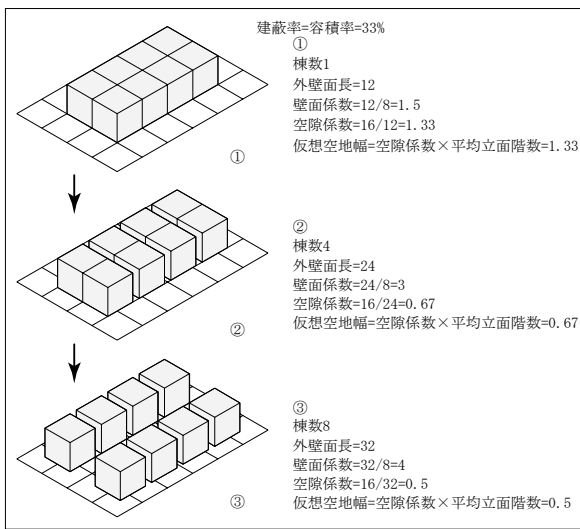 建蔽率=容積率=33%
①
棟数1
外壁面長=12
壁面係数=12/8=1.5
空隙係数=16/12=1.33
仮想空地幅=空隙係数×平均立面階数=1.33
①
②
棟数4
外壁面長=24
壁面係数=24/8=3
空隙係数=16/24=0.67
仮想空地幅=空隙係数×平均立面階数=0.67
②
③
棟数8
外壁面長=32
壁面係数=32/8=4
空隙係数=16/32=0.5
仮想空地幅=空隙係数×平均立面階数=0.5
③